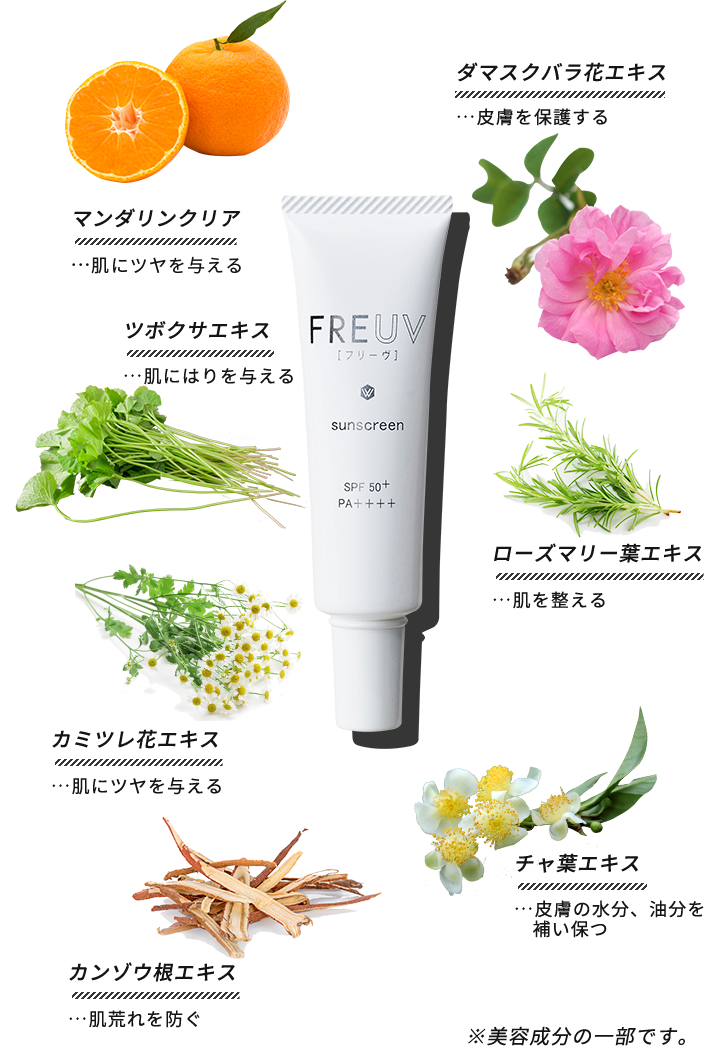 ダマスクバラ花エキス
…皮膚を保護する
マンダリンクリア
…肌にツヤを与える
ツボクサエキス
…肌にはりを与える
FREUV
[フリーヴ]
sunscreen
SPF 50+
PA++++
ローズマリー葉エキス
…肌を整える
カミツレ花エキス
…肌にツヤを与える
チャ葉エキス
…皮膚の水分、油分を
補い保つ
カンゾウ根エキス
…肌荒れを防ぐ
※美容成分の一部です。